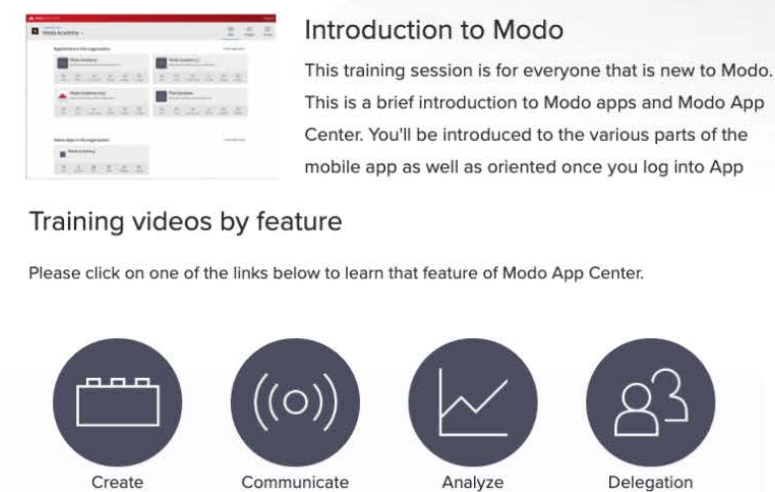 Modo Academy
Introduction to Modo
This training session is for everyone that is new to Modo.
This is a brief introduction to Modo apps and Modo App
Center. You'll be introduced to the various parts of the
mobile app as well as oriented once you log into App
Training videos by feature
Please click on one of the links below to learn that feature of Modo App Center.
Create
Communicate
Analyze
Delegation